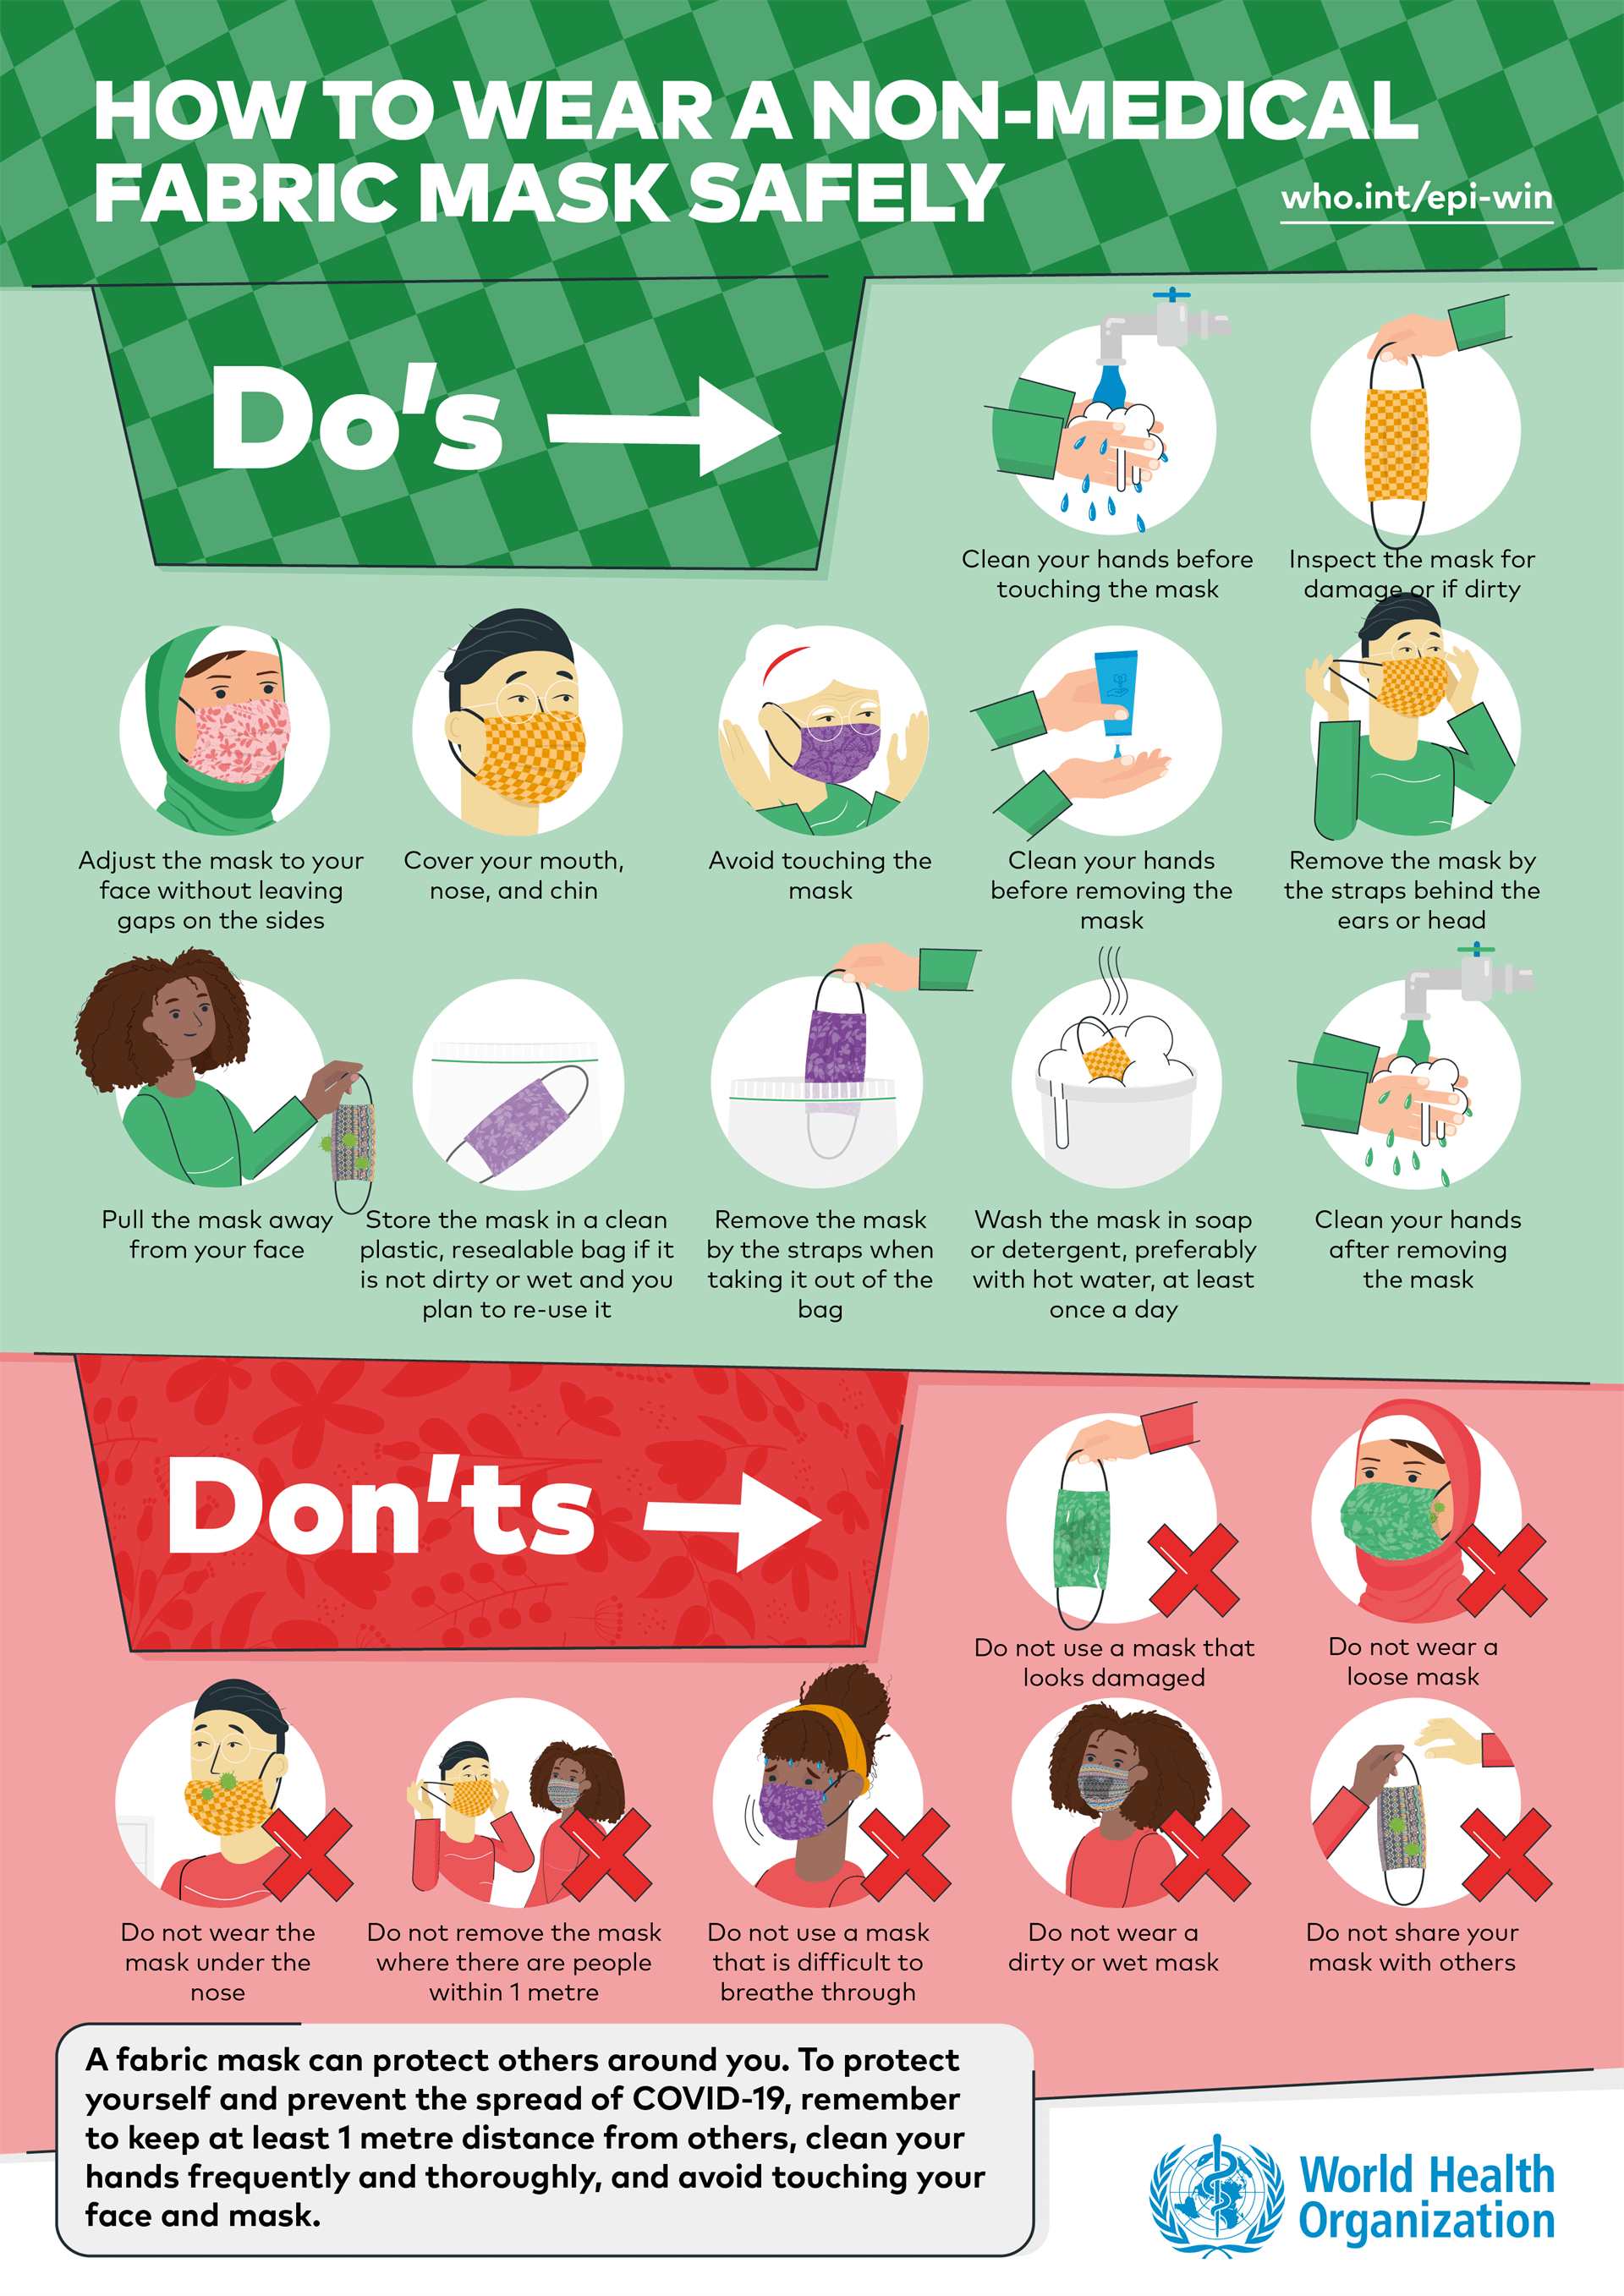 HOW TO WEAR A NON-MEDICAL
FABRIC MASK SAFELY
who.int/epi-win
Do's
Clean your hands before
touching the mask
Inspect the mask for
damage or if dirty
Adjust the mask to your
face without leaving
gaps on the sides
Cover your mouth,
nose, and chin
Avoid touching the
mask
Clean your hands
before removing the
mask
Remove the mask by
the straps behind the
ears or head
Pull the mask away
from your face
Store the mask in a clean
plastic, resealable bag if it
is not dirty or wet and you
plan to re-use it
Remove the mask
by the straps when
taking it out of the
bag
Wash the mask in soap
or detergent, preferably
with hot water, at least
once a day
Clean your hands
after removing
the mask
Don'ts
Do not use a mask that
looks damaged
Do not wear a
loose mask
Do not wear the
mask under the
nose
Do not remove the mask
where there are people
within 1 metre
Do not use a mask
that is difficult to
breathe through
Do not wear a
dirty or wet mask
Do not share your
mask with others
A fabric mask can protect others around you. To protect
yourself and prevent the spread of COVID-19, remember
to keep at least 1 metre distance from others, clean your
hands frequently and thoroughly, and avoid touching your
face and mask.
World Health
Organization